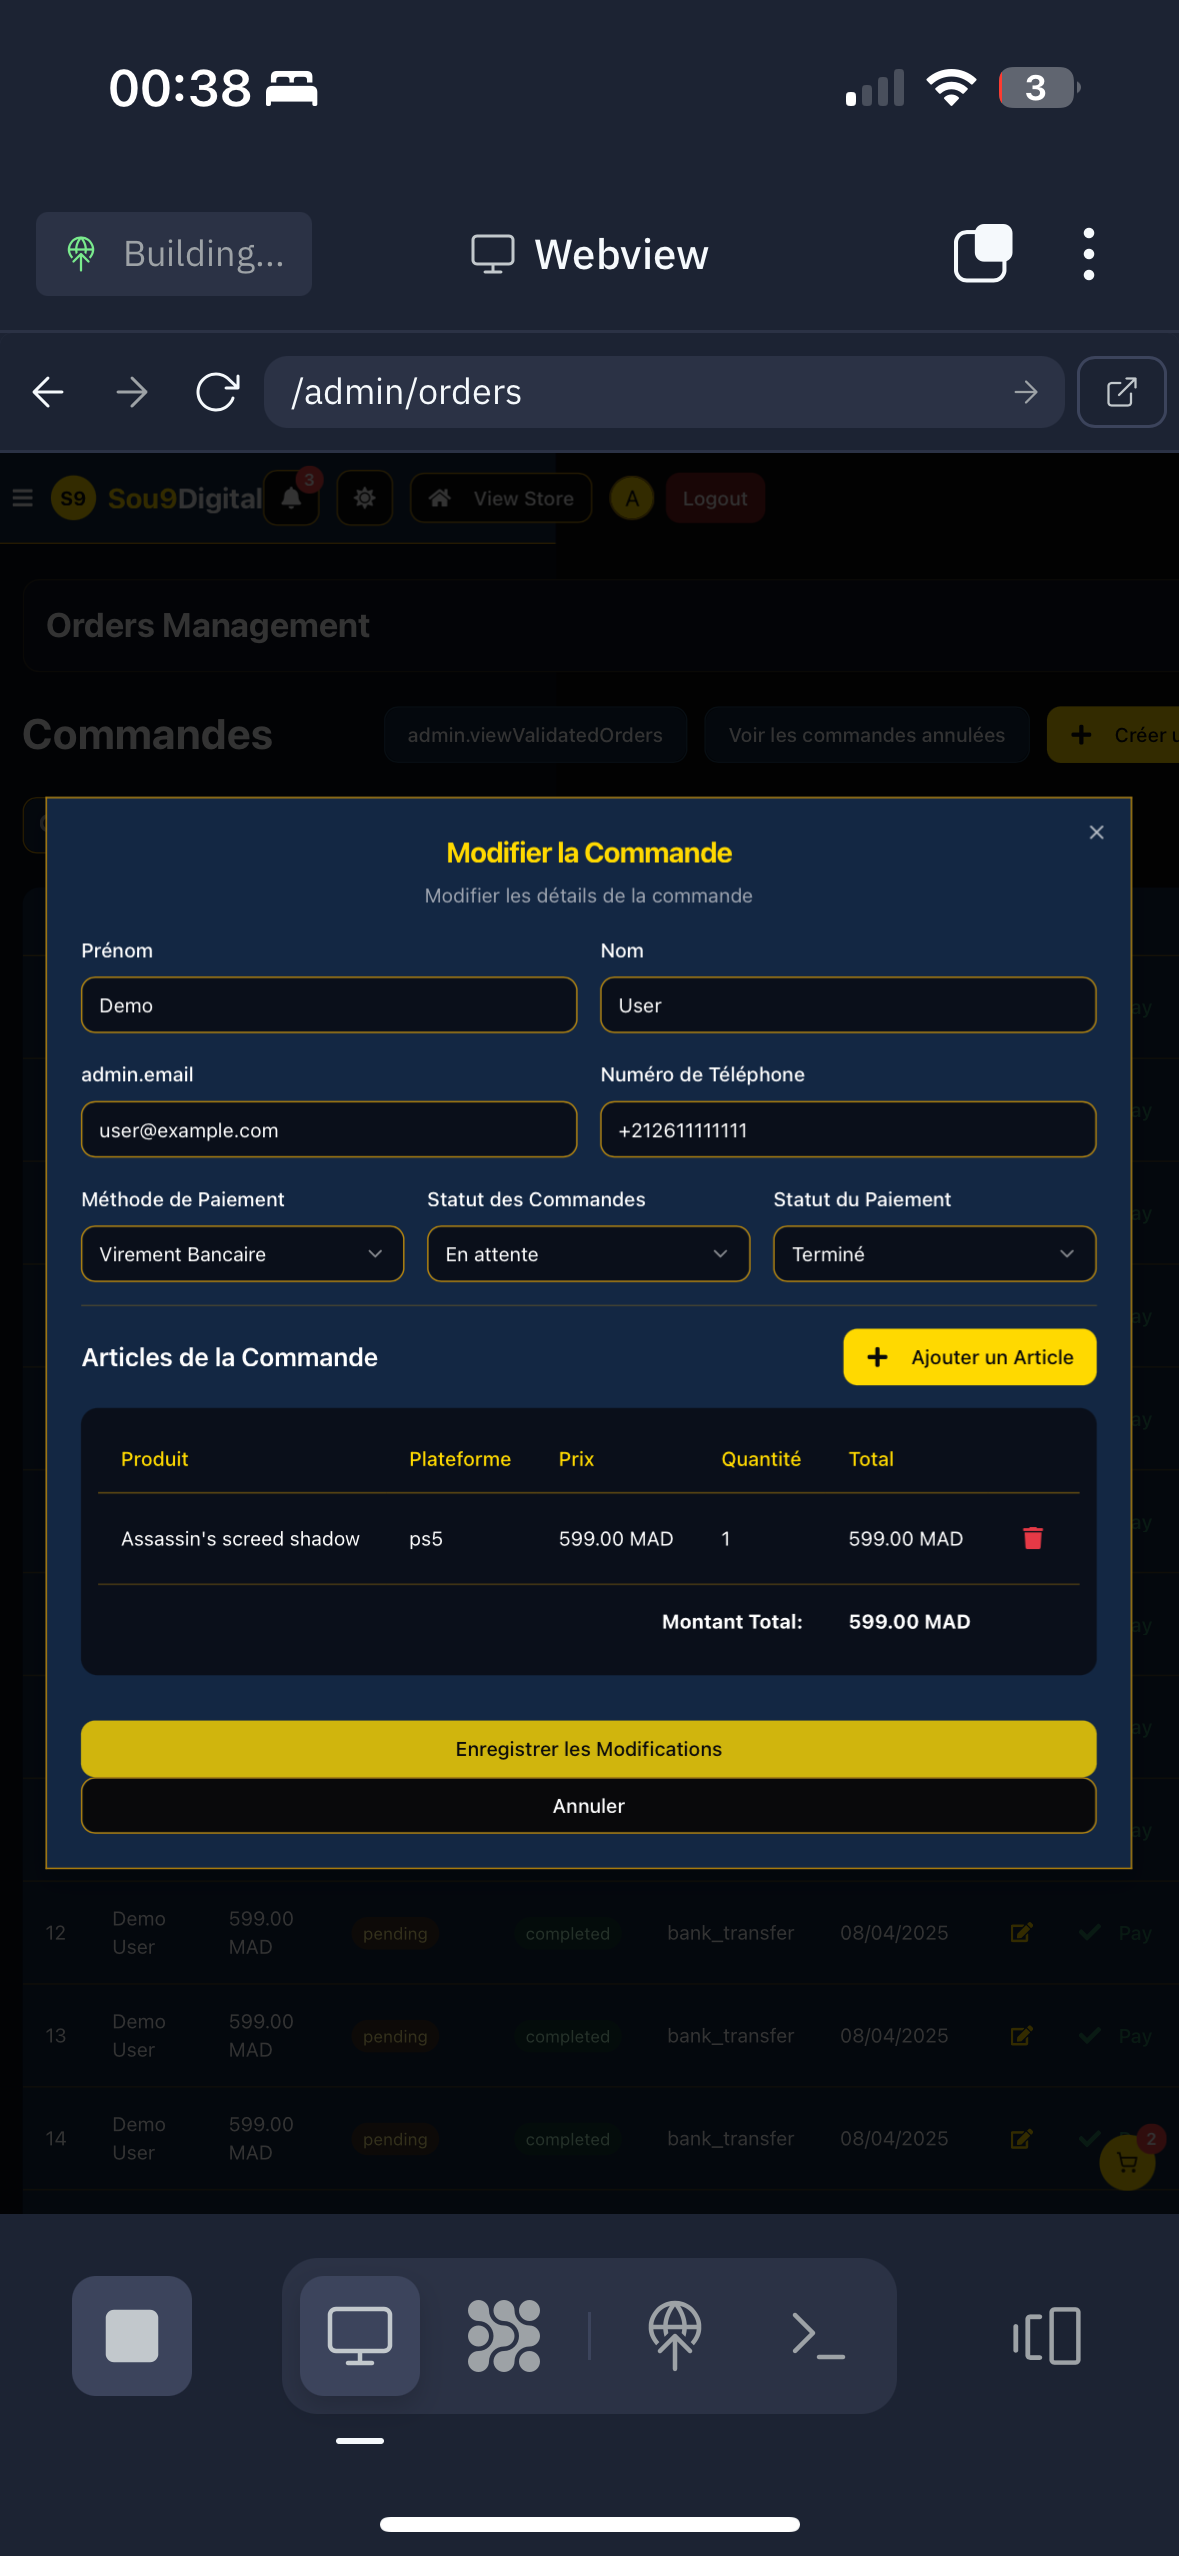 00:38
3
Building...
Webview
/admin/orders
S9 Sou9Digital
3
View Store
A
Logout
Orders Management
Commandes
admin.viewValidatedOrders
Voir les commandes annulées
Créer
Modifier la Commande
Modifier les détails de la commande
Prénom
Nom
Demo
User
admin.email
Numéro de Téléphone
user@example.com
+212611111111
Méthode de Paiement
Statut des Commandes
Statut du Paiement
Virement Bancaire
En attente
Terminé
Articles de la Commande
Ajouter un Article
Produit Plateforme Prix Quantité Total
Assassin's screed shadow ps5 599.00 MAD 1 599.00 MAD
Montant Total: 599.00 MAD
Enregistrer les Modifications
Annuler
12 Demo User 599.00 MAD pending completed bank_transfer 08/04/2025 Pay
13 Demo User 599.00 MAD pending completed bank_transfer 08/04/2025 Pay
14 Demo User 599.00 MAD pending completed bank_transfer 08/04/2025
2